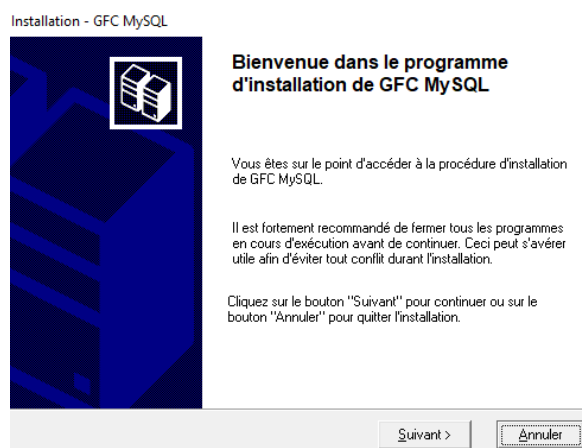 Installation - GFC MySQL
Bienvenue dans le programme
d'installation de GFC MySQL
Vous êtes sur le point d'accéder à la procédure d'installation
de GFC MySQL.
Il est fortement recommandé de fermer tous les programmes
en cours d'exécution avant de continuer. Ceci peut s'avérer
utile afin d'éviter tout conflit durant l'installation.
Cliquez sur le bouton "Suivant" pour continuer ou sur le
bouton "Annuler" pour quitter l'installation.
Suivant > Annuler